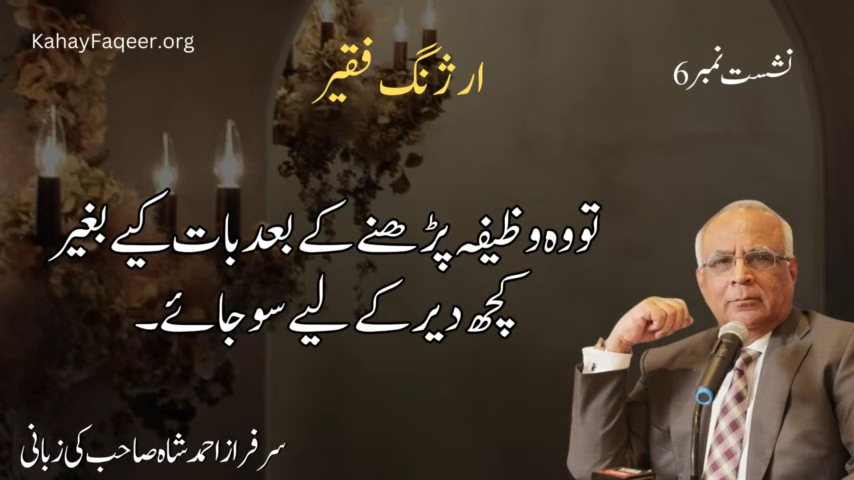 KahayFaqeer.org
ارژنگ فقیر
نشست نمبر 6
تو وہ وظیفہ پڑھنے کے بعد بات کیے بغیر
کچھ دیر کے لیے سو جائے۔
سرفراز احمد شاہ صاحب کی زبانی